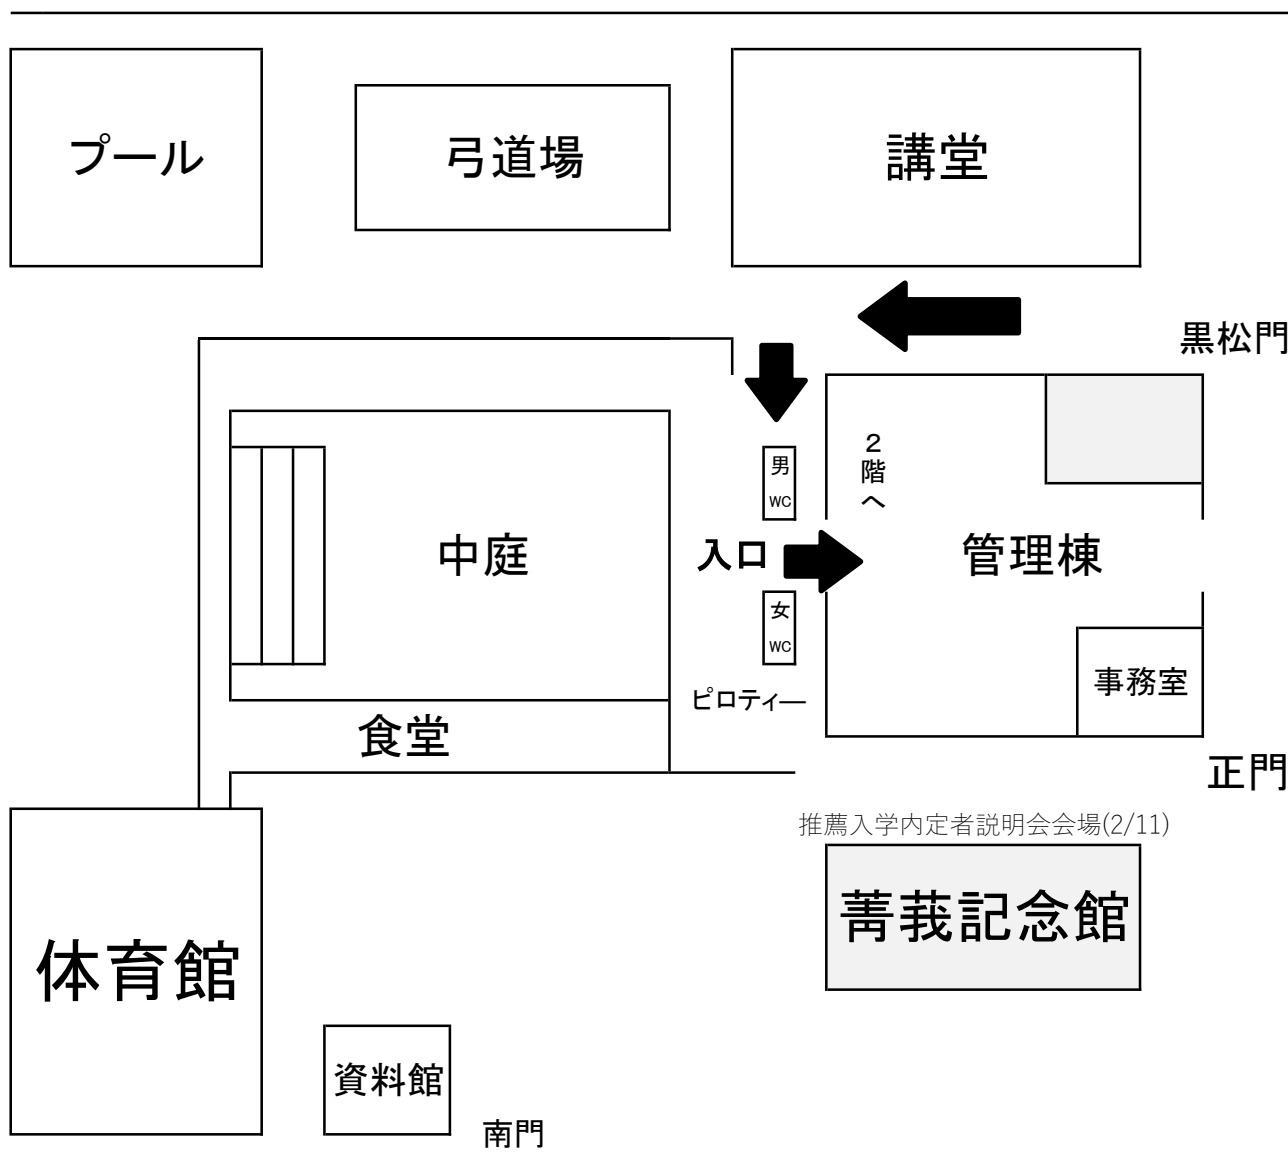 プール
弓道場
講堂
黒松門
男
WC
2階へ
中庭
入口
管理棟
女
WC
ピロティ―
事務室
食堂
正門
推薦入学内定者説明会会場(2/11)
菁莪記念館
体育館
資料館
南門